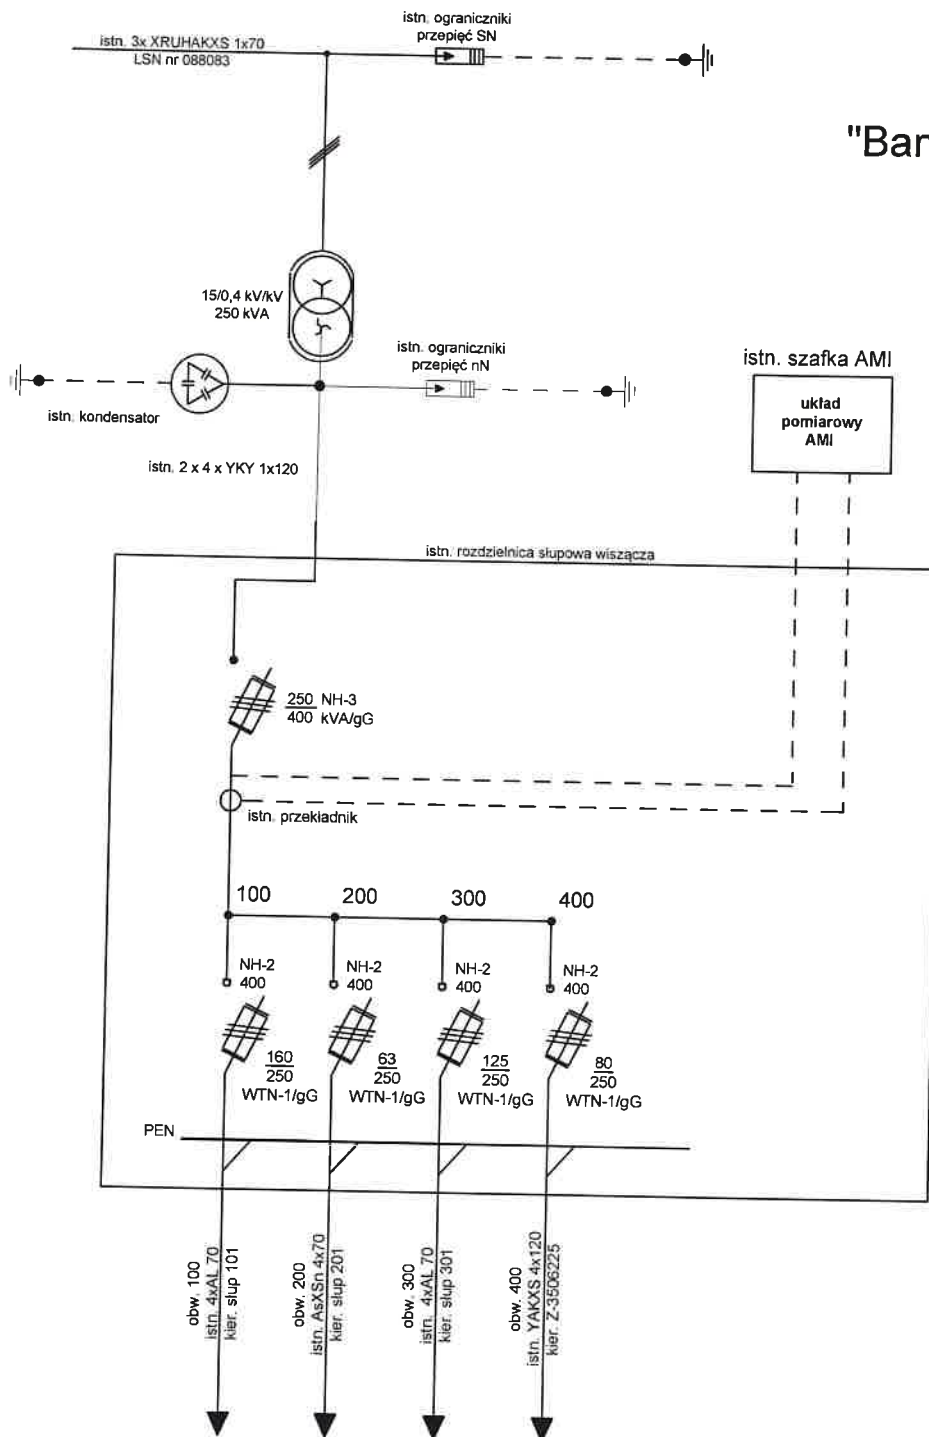 istn. ograniczniki
przepięć SN
istn. 3x XRUHAKXS 1x70
LSN nr 088083
"Bar
15/0,4 kV/kV
250 kVA
istn. ograniczniki
przepięć nN
istn. szafka AMI
układ
pomiarowy
AMI
istn. kondensator
istn. 2 x 4 x YKY 1x120
istn. rozdzielnica słupowa wisząca
250 NH-3
400 kVA/gG
istn. przekładnik
100 200 300 400
NH-2 NH-2 NH-2 NH-2
400 400 400 400
160 63 125 80
250 250 250 250
WTN-1/gG WTN-1/gG WTN-1/gG WTN-1/gG
PEN
obw. 100
istn. 4xAL 70
kier. słup 101
obw. 200
istn. AsXSn 4x70
kier. słup 201
obw. 300
istn. 4xAL 70
kier. słup 301
obw. 400
istn. YAKXS 4x120
kier. Z-3506225